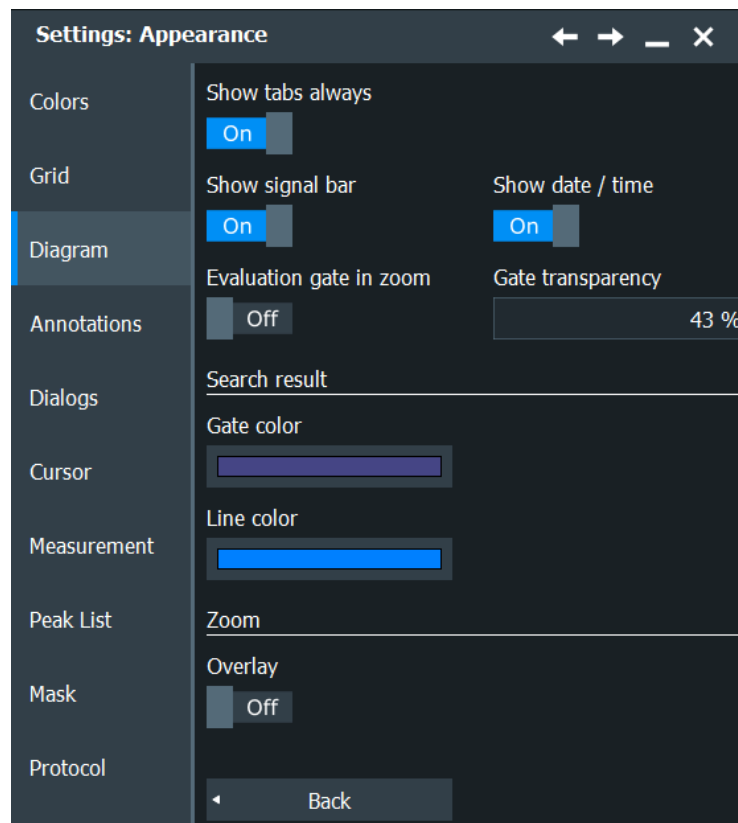 Settings: Appearance
Colors
Grid
Diagram
Annotations
Dialogs
Cursor
Measurement
Peak List
Mask
Protocol
Show tabs always
On
Show signal bar
Show date / time
On
On
Evaluation gate in zoom
Gate transparency
Off
43 %
Search result
Gate color
Line color
Zoom
Overlay
Off
Back